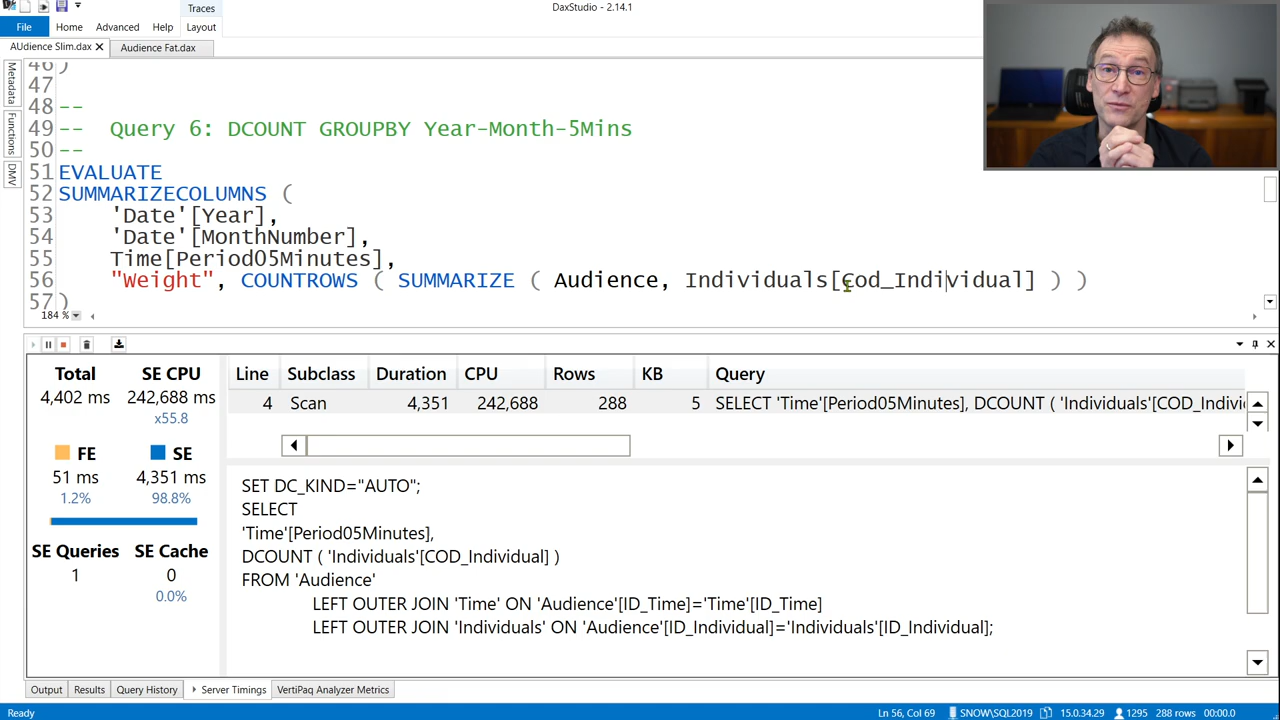 DaxStudio - 2.14.1
Traces
File Home Advanced Help Layout
AUdience Slim.dax Audience Fat.dax
Metadata
Functions
DMV
46 )
47
48 --
49 -- Query 6: DCOUNT GROUPBY Year-Month-5Mins
50 --
51 EVALUATE
52 SUMMARIZECOLUMNS (
53 'Date'[Year],
54 'Date'[MonthNumber],
55 Time[Period05Minutes],
56 "Weight", COUNTROWS ( SUMMARIZE ( Audience, Individuals[Cod_Individual] ) )
57 )
184 %
Total SE CPU
4,402 ms 242,688 ms
x55.8
FE SE
51 ms 4,351 ms
1.2% 98.8%
SE Queries SE Cache
1 0
0.0%
Line Subclass Duration CPU Rows KB Query
4 Scan 4,351 242,688 288 5 SELECT 'Time'[Period05Minutes], DCOUNT ( 'Individuals'[COD_Indivi
SET DC_KIND="AUTO";
SELECT
'Time'[Period05Minutes],
DCOUNT ( 'Individuals'[COD_Individual] )
FROM 'Audience'
LEFT OUTER JOIN 'Time' ON 'Audience'[ID_Time]='Time'[ID_Time]
LEFT OUTER JOIN 'Individuals' ON 'Audience'[ID_Individual]='Individuals'[ID_Individual];
Output Results Query History Server Timings VertiPaq Analyzer Metrics
Ready Ln 56, Col 69 SNOW\SQL2019 15.0.34.29 1295 288 rows 00:00.0